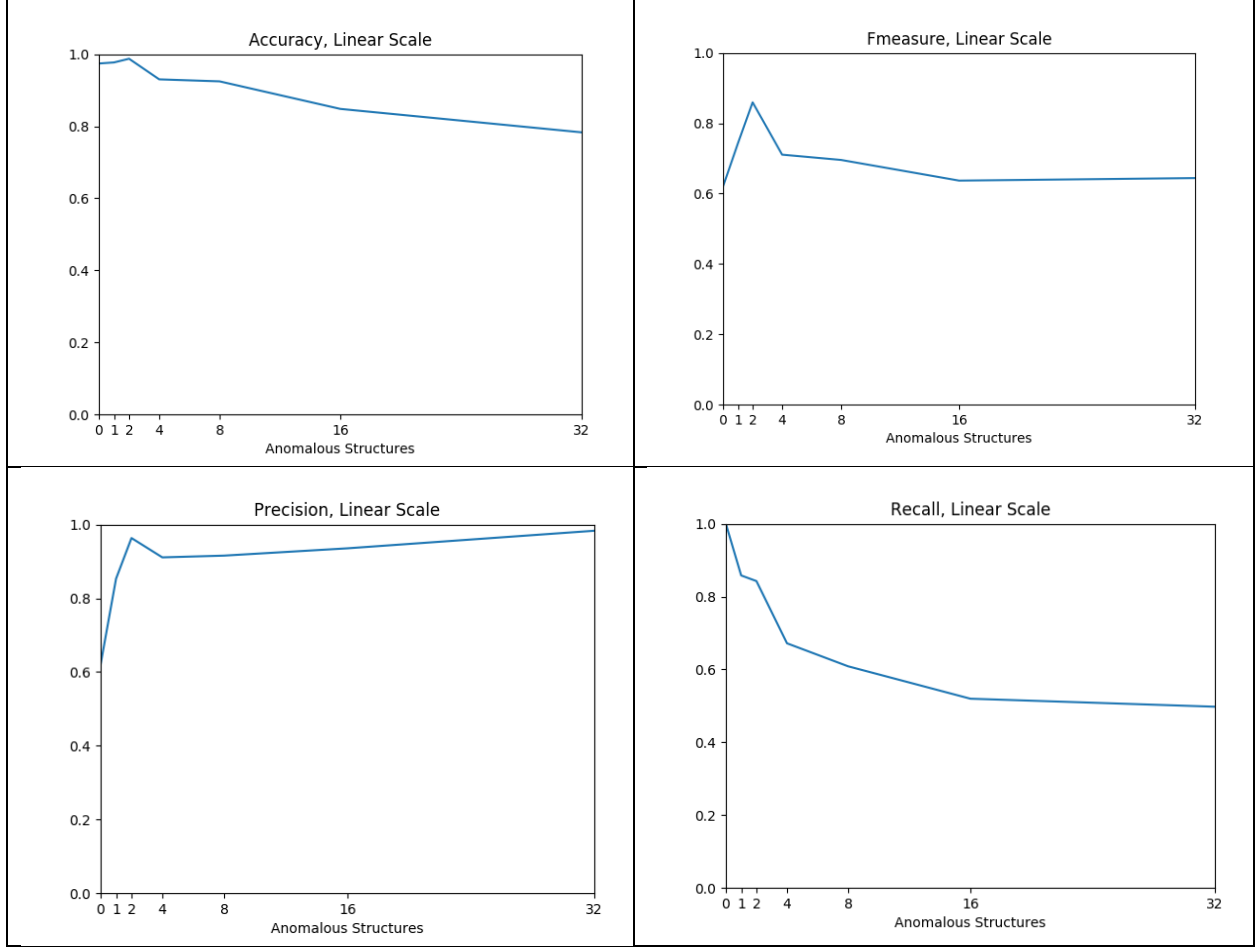 Accuracy, Linear Scale
1.0
0.8
0.6
0.4
0.2
0.0
0 1 2 4 8 16 32
Anomalous Structures
Fmeasure, Linear Scale
1.0
0.8
0.6
0.4
0.2
0.0
0 1 2 4 8 16 32
Anomalous Structures
Precision, Linear Scale
1.0
0.8
0.6
0.4
0.2
0.0
0 1 2 4 8 16 32
Anomalous Structures
Recall, Linear Scale
1.0
0.8
0.6
0.4
0.2
0.0
0 1 2 4 8 16 32
Anomalous Structures